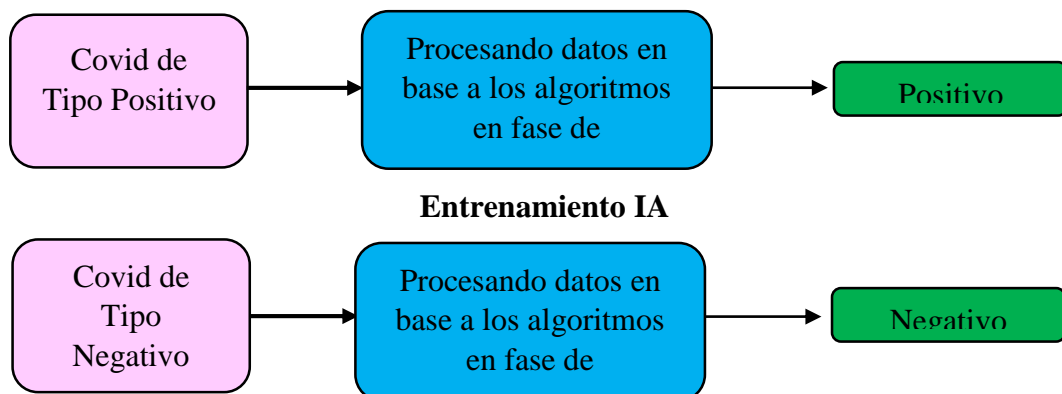 Covid de
Tipo Positivo
Procesando datos en
base a los algoritmos
en fase de
Positivo
Entrenamiento IA
Covid de
Tipo
Negativo
Procesando datos en
base a los algoritmos
en fase de
Negativo